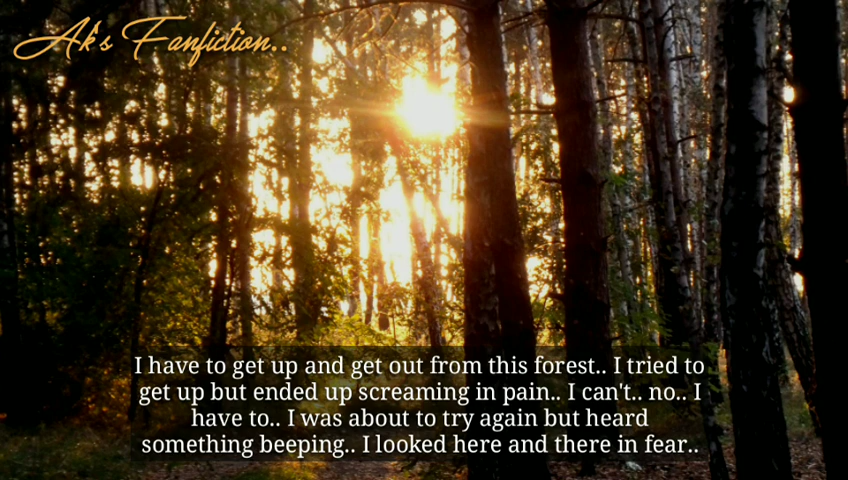 Ak's Fanfiction..
I have to get up and get out from this forest.. I tried to
get up but ended up screaming in pain.. I can't.. no.. I
have to.. I was about to try again but heard
something beeping.. I looked here and there in fear..